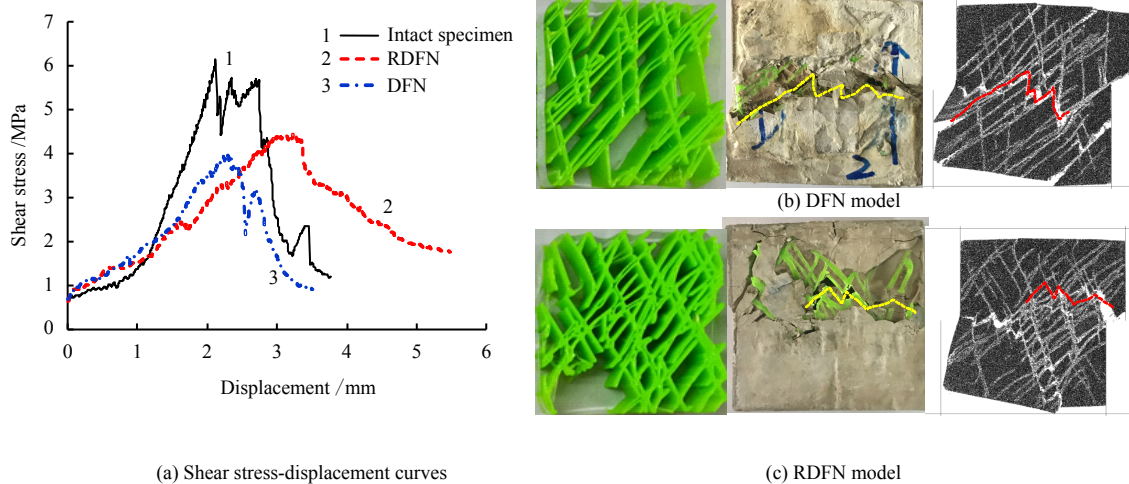 7
6
5
4
3
2
1
0
1
2
3
4
5
6
Shear stress /MPa
Displacement /mm
1 Intact specimen
2 RDFN
3 DFN
1
2
3
(a) Shear stress-displacement curves
2
(b) DFN model
(c) RDFN model